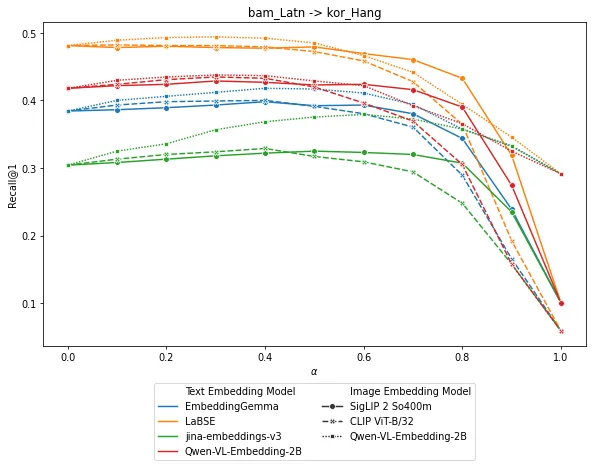 bam_Latn -> kor_Hang
Recall@1
0.5
0.4
0.3
0.2
0.1
0.0 0.2 0.4 0.6 0.8 1.0
α
Text Embedding Model Image Embedding Model
EmbeddingGemma SigLIP 2 So400m
LaBSE CLIP ViT-B/32
jina-embeddings-v3 Qwen-VL-Embedding-2B
Qwen-VL-Embedding-2B